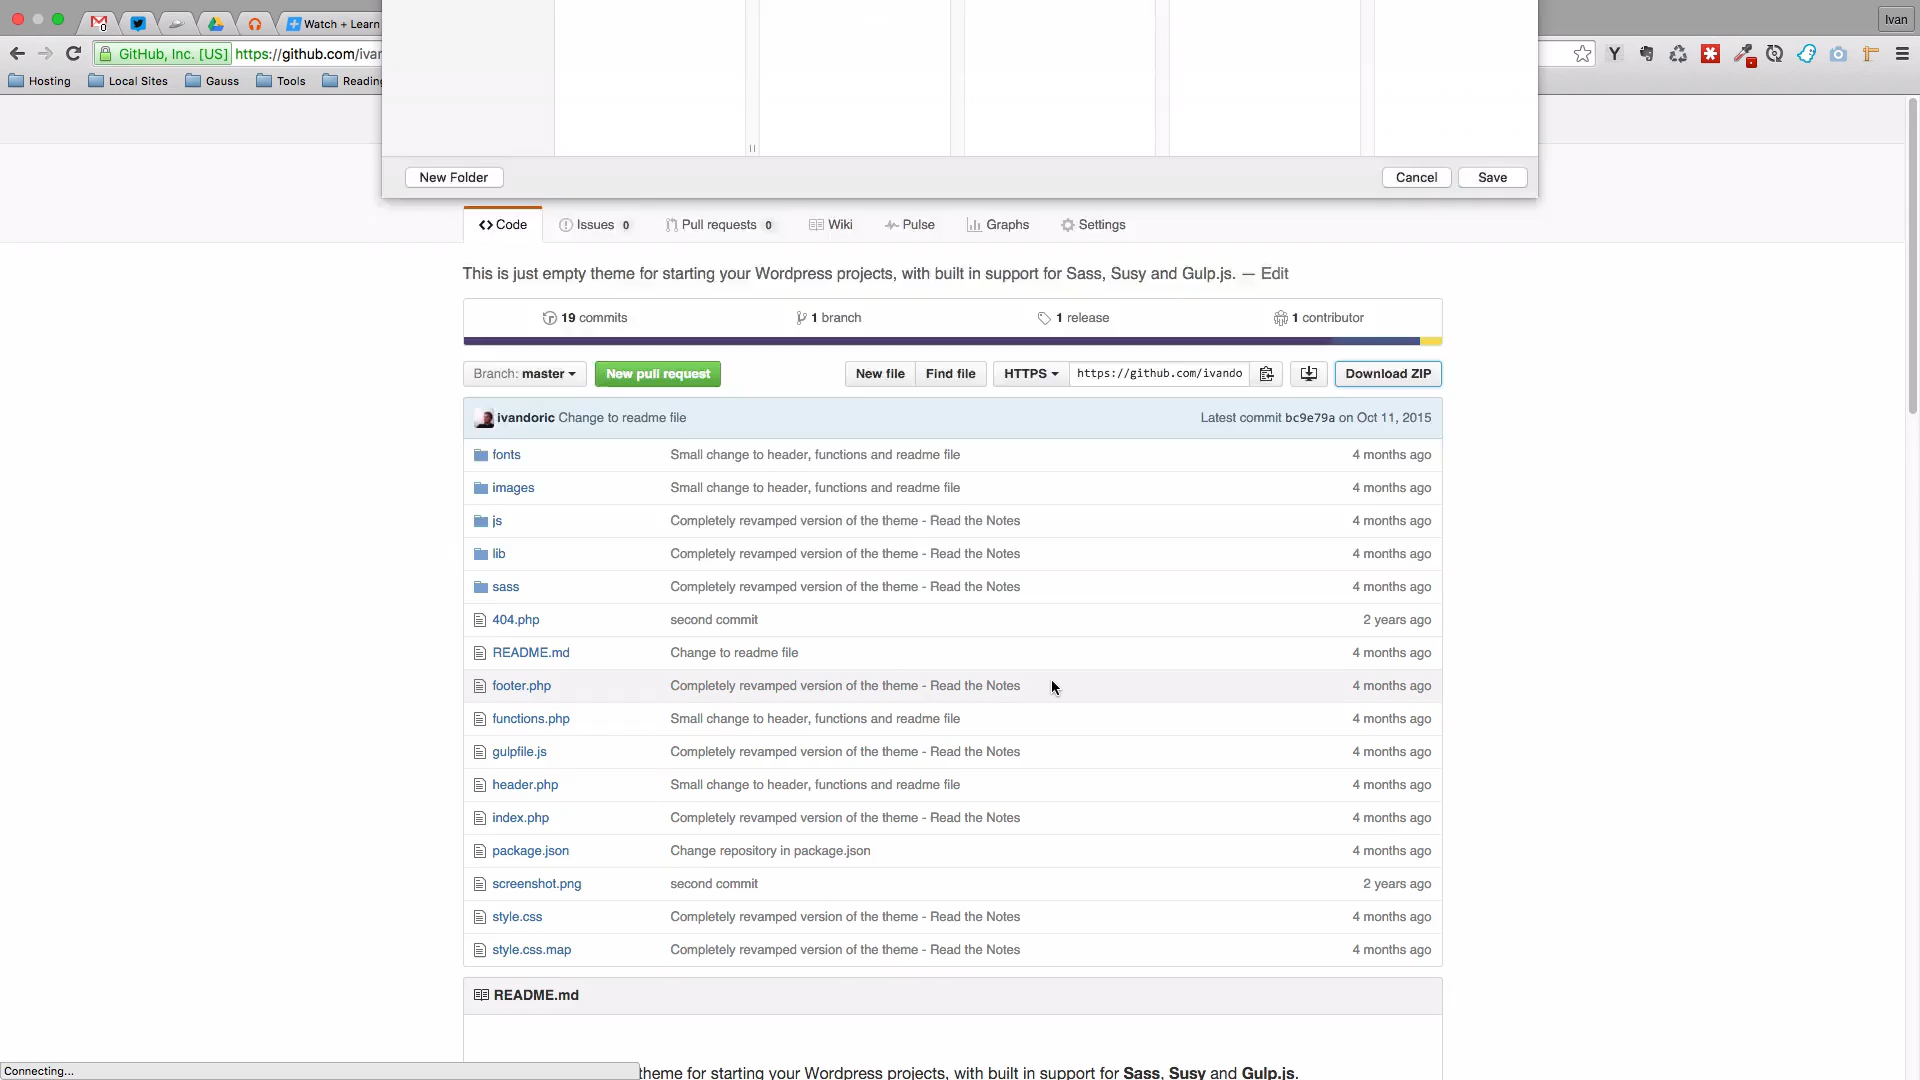 0
Watch + Learn
Ivan
GitHub, Inc. [US] https://github.com/ivan
Y
Hosting
Local Sites
Gauss
Tools
Reading
New Folder
Cancel
Save
Code
Issues 0
Pull requests 0
Wiki
Pulse
Graphs
Settings
This is just empty theme for starting your Wordpress projects, with built in support for Sass, Susy and Gulp.js. — Edit
19 commits
1 branch
1 release
1 contributor
Branch: master
New pull request
New file
Find file
HTTPS
https://github.com/ivando
Download ZIP
ivandoric Change to readme file
Latest commit bc9e79a on Oct 11, 2015
fonts Small change to header, functions and readme file 4 months ago
images Small change to header, functions and readme file 4 months ago
js Completely revamped version of the theme - Read the Notes 4 months ago
lib Completely revamped version of the theme - Read the Notes 4 months ago
sass Completely revamped version of the theme - Read the Notes 4 months ago
404.php second commit 2 years ago
README.md Change to readme file 4 months ago
footer.php Completely revamped version of the theme - Read the Notes 4 months ago
functions.php Small change to header, functions and readme file 4 months ago
gulpfile.js Completely revamped version of the theme - Read the Notes 4 months ago
header.php Small change to header, functions and readme file 4 months ago
index.php Completely revamped version of the theme - Read the Notes 4 months ago
package.json Change repository in package.json 4 months ago
screenshot.png second commit 2 years ago
style.css Completely revamped version of the theme - Read the Notes 4 months ago
style.css.map Completely revamped version of the theme - Read the Notes 4 months ago
README.md
theme for starting your Wordpress projects, with built in support for Sass, Susy and Gulp.js.
Connecting...